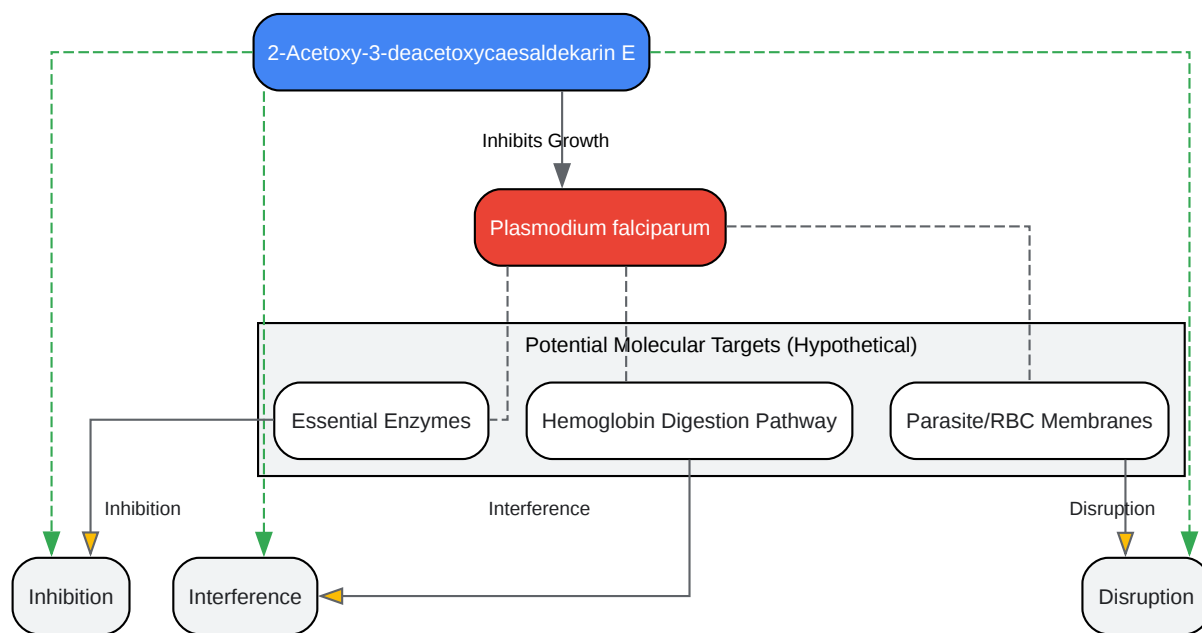 2-Acetoxy-3-deacetoxycaesaldekarin E
Inhibits Growth
Plasmodium falciparum
Potential Molecular Targets (Hypothetical)
Essential Enzymes
Hemoglobin Digestion Pathway
Parasite/RBC Membranes
Inhibition
Interference
Disruption
Inhibition
Interference
Disruption